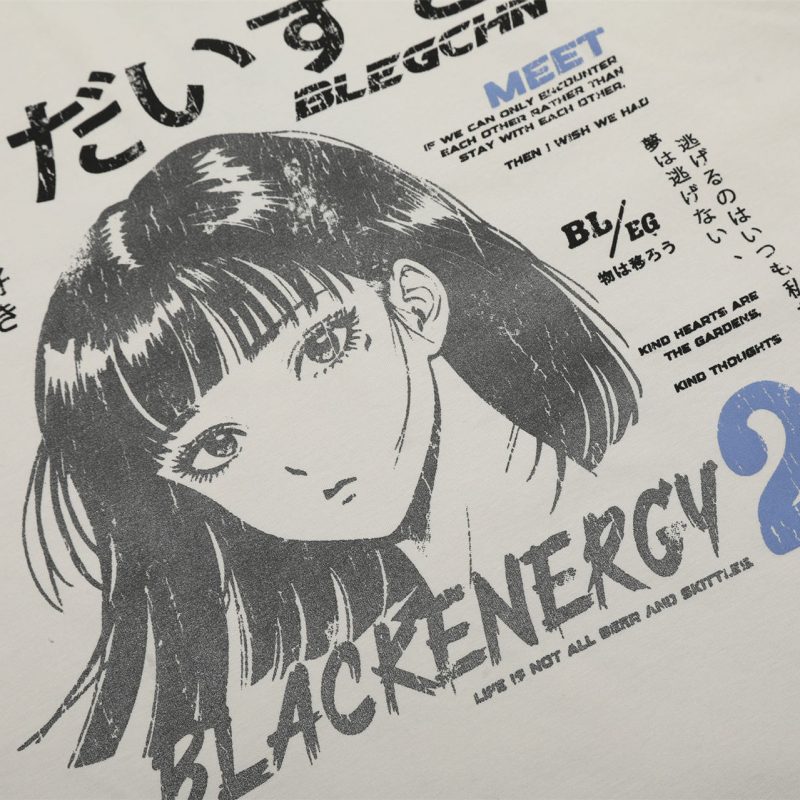 だいす
BLEGCHN
MEET
IF WE CAN ONLY ENCOUNTER
EACH OTHER RATHER THAN
STAY WITH EACH OTHER,
THEN I WISH WE HAD
逃げるのはいつも私
夢は逃げない、
BL/EG
物は移ろう
き
KIND HEARTS ARE
THE GARDENS,
KIND THOUGHTS
2
BLACKENERGY
LIFE IS NOT ALL BERR AND SKITTLES